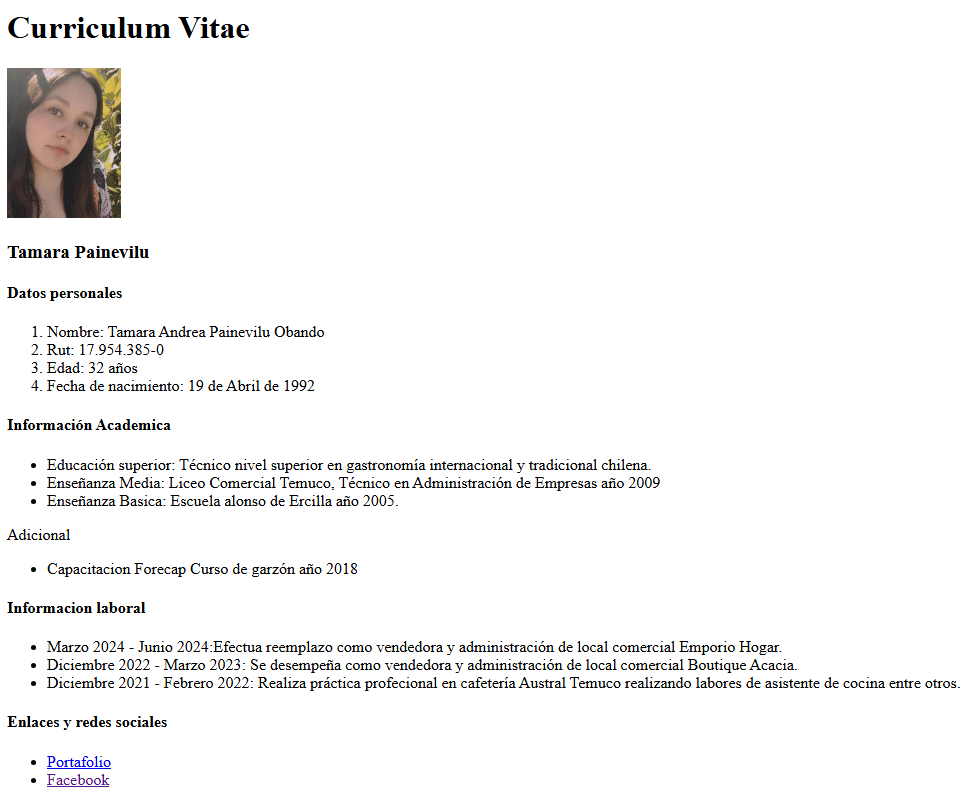 Curriculum Vitae
Tamara Painevilu
Datos personales
1. Nombre: Tamara Andrea Painevilu Obando
2. Rut: 17.954.385-0
3. Edad: 32 años
4. Fecha de nacimiento: 19 de Abril de 1992
Información Academica
• Educación superior: Técnico nivel superior en gastronomía internacional y tradicional chilena.
• Enseñanza Media: Liceo Comercial Temuco, Técnico en Administración de Empresas año 2009
• Enseñanza Basica: Escuela alonso de Ercilla año 2005.
Adicional
• Capacitacion Forecap Curso de garzón año 2018
Informacion laboral
• Marzo 2024 - Junio 2024:Efectua reemplazo como vendedora y administración de local comercial Emporio Hogar.
• Diciembre 2022 - Marzo 2023: Se desempeña como vendedora y administración de local comercial Boutique Acacia.
• Diciembre 2021 - Febrero 2022: Realiza práctica profecional en cafetería Austral Temuco realizando labores de asistente de cocina entre otros.
Enlaces y redes sociales
• Portafolio
• Facebook